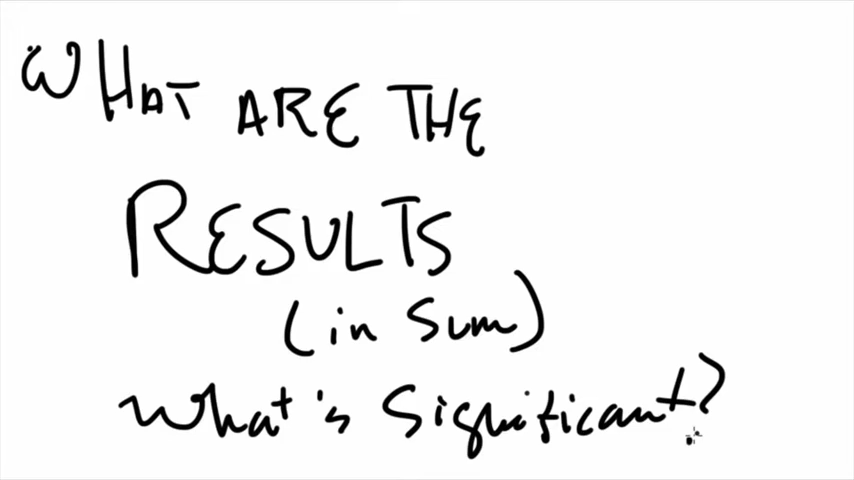 WHAT ARE THE
RESULTS
(in Sum)
What's Significant?